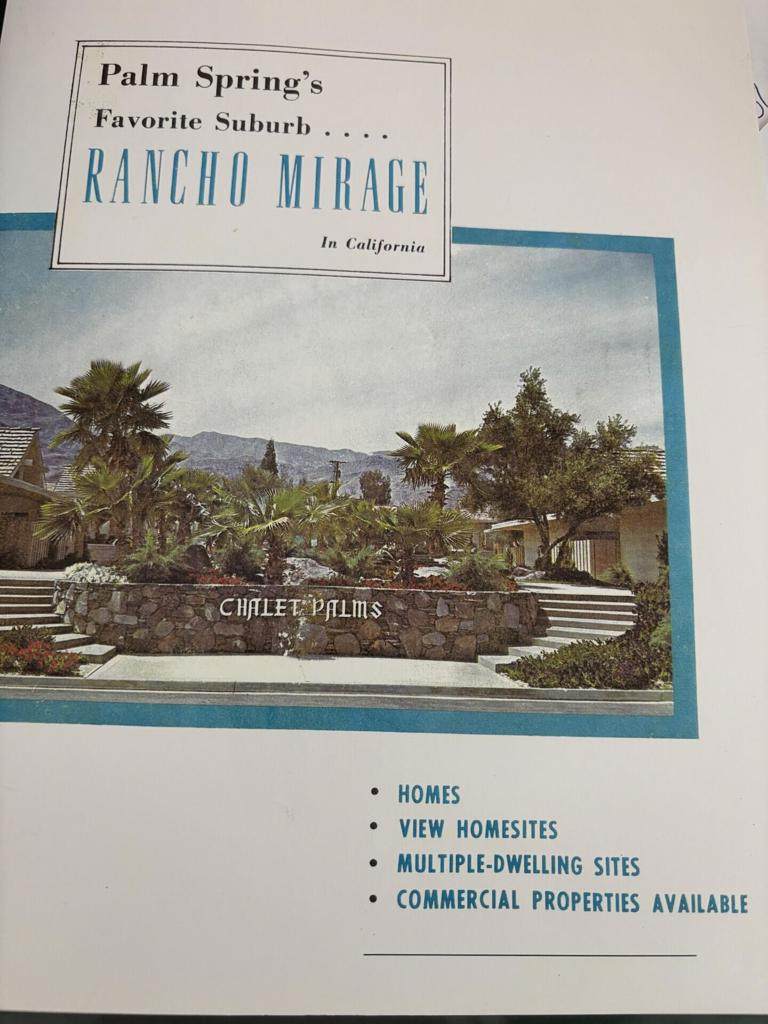 Palm Spring's
Favorite Suburb . . . .
RANCHO MIRAGE
In California
CHALET PALMS
• HOMES
• VIEW HOMESITES
• MULTIPLE-DWELLING SITES
• COMMERCIAL PROPERTIES AVAILABLE